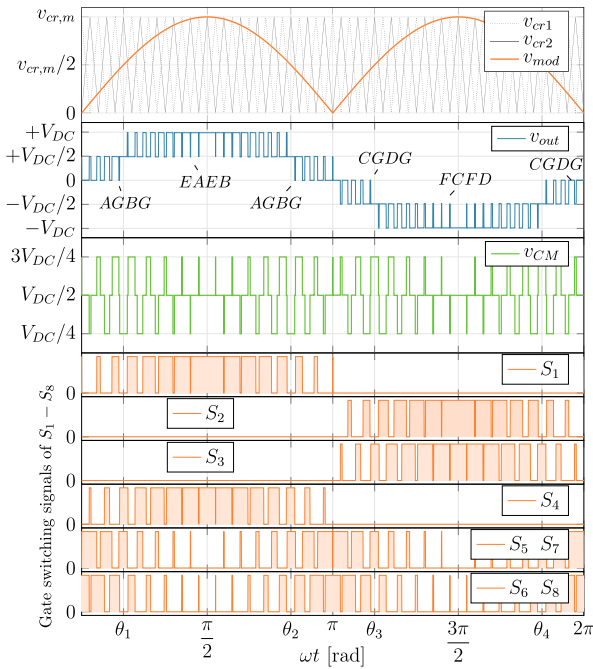 v_{cr,m}
v_{cr,m}/2
0
v_{cr1}
v_{cr2}
v_{mod}
+V_{DC}
+V_{DC}/2
0
−V_{DC}/2
−V_{DC}
v_{out}
AGBG
EAEB
AGBG
CGDG
FCFD
CGDG
3V_{DC}/4
V_{DC}/2
V_{DC}/4
v_{CM}
Gate switching signals of S_1 − S_8
0
S_1
0
S_2
0
S_3
0
S_4
0
S_5 S_7
0
S_6 S_8
θ_1 π/2 θ_2 π θ_3 3π/2 θ_4 2π
ωt [rad]